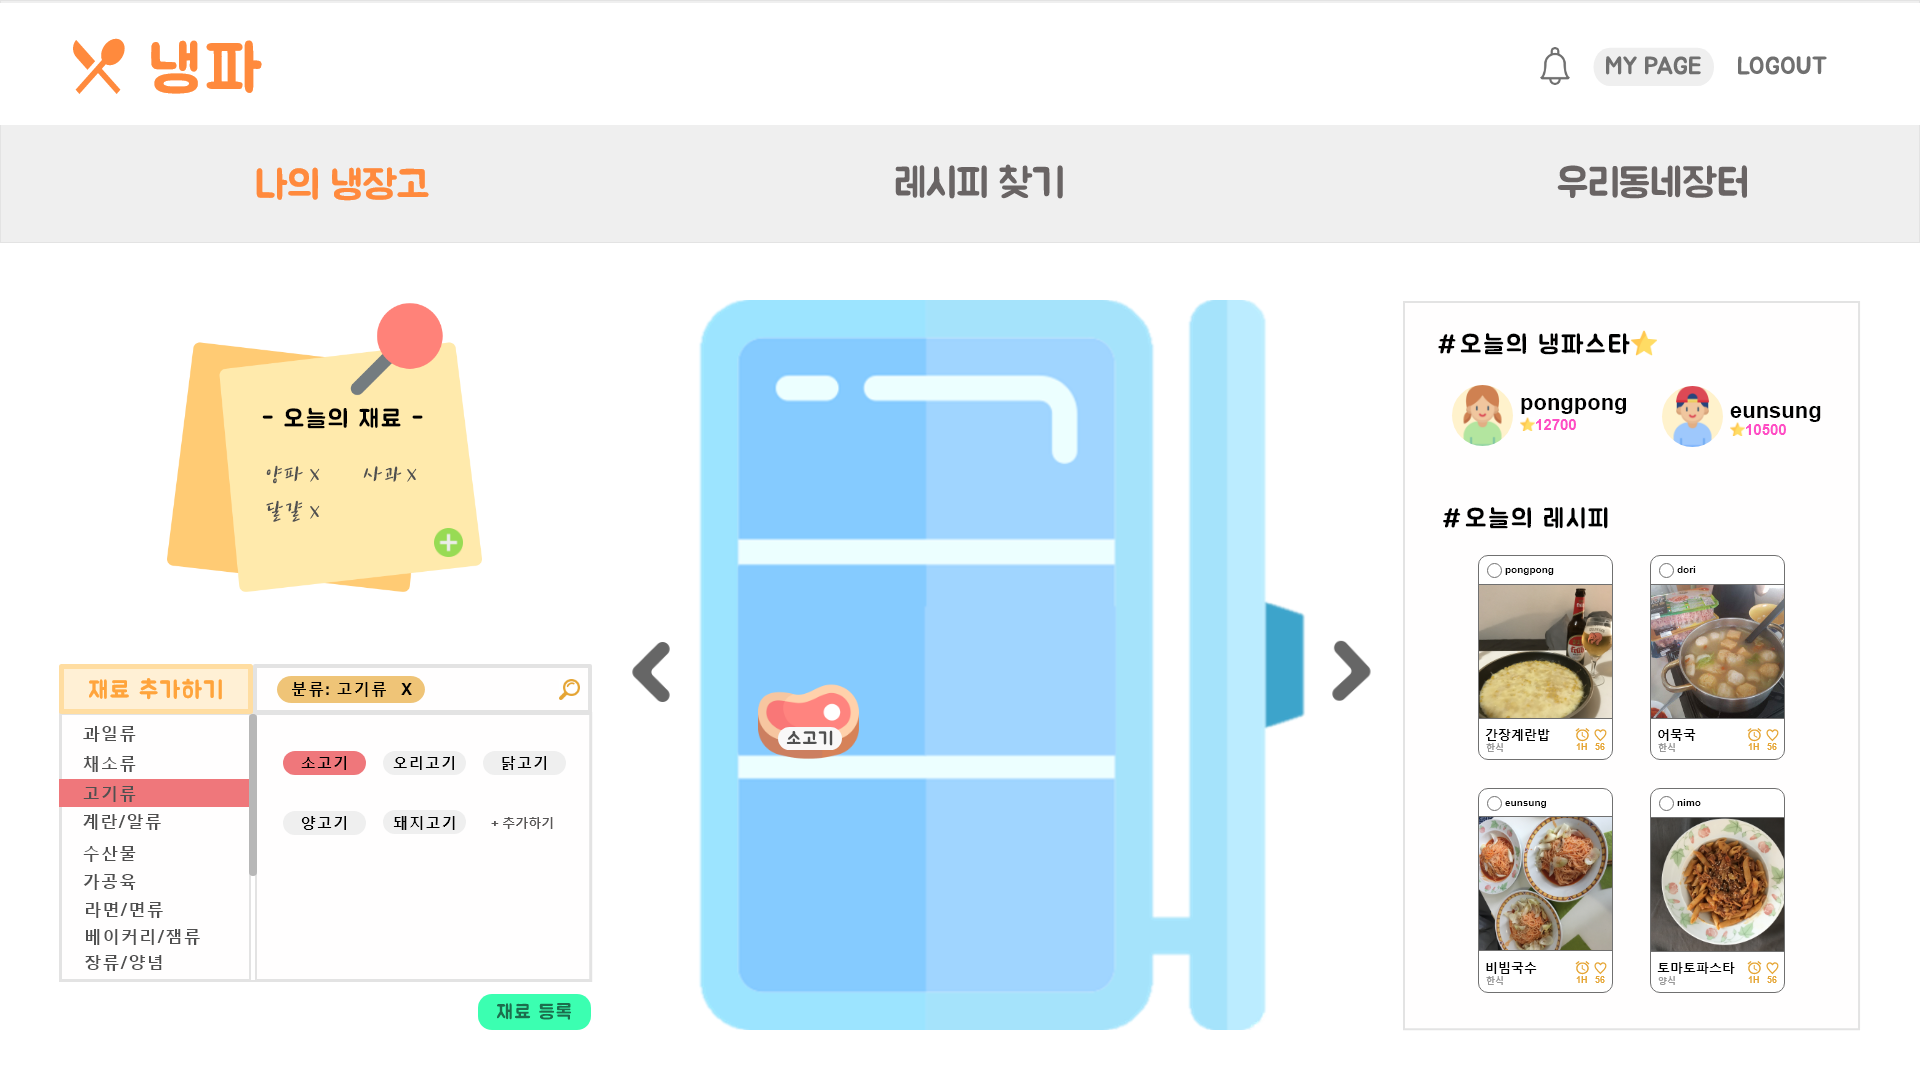 냉파
MY PAGE LOGOUT
나의 냉장고 레시피 찾기 우리동네장터
- 오늘의 재료 -
양파 X 사과 X
달걀 X
재료 추가하기 분류: 고기류 X
과일류
채소류
고기류
계란/알류
수산물
가공육
라면/면류
베이커리/잼류
장류/양념
소고기 오리고기 닭고기
양고기 돼지고기 + 추가하기
재료 등록
소고기
#오늘의 냉파스타
pongpong
12700
eunsung
10500
#오늘의 레시피
pongpong
간장계란밥
한식
1H 56
dori
어묵국
한식
1H 56
eunsung
비빔국수
한식
1H 56
nimo
토마토파스타
양식
1H 56